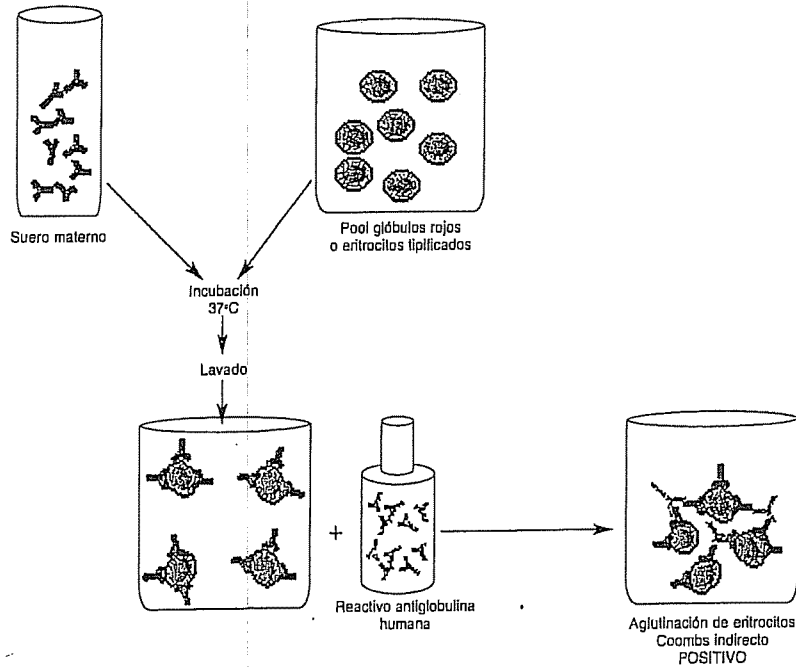 Suero materno
Pool glóbulos rojos
o eritrocitos tipificados
Incubación
37°C
Lavado
+
Reactivo antiglobulina
humana
Aglutinación de eritrocitos
Coombs indirecto
POSITIVO